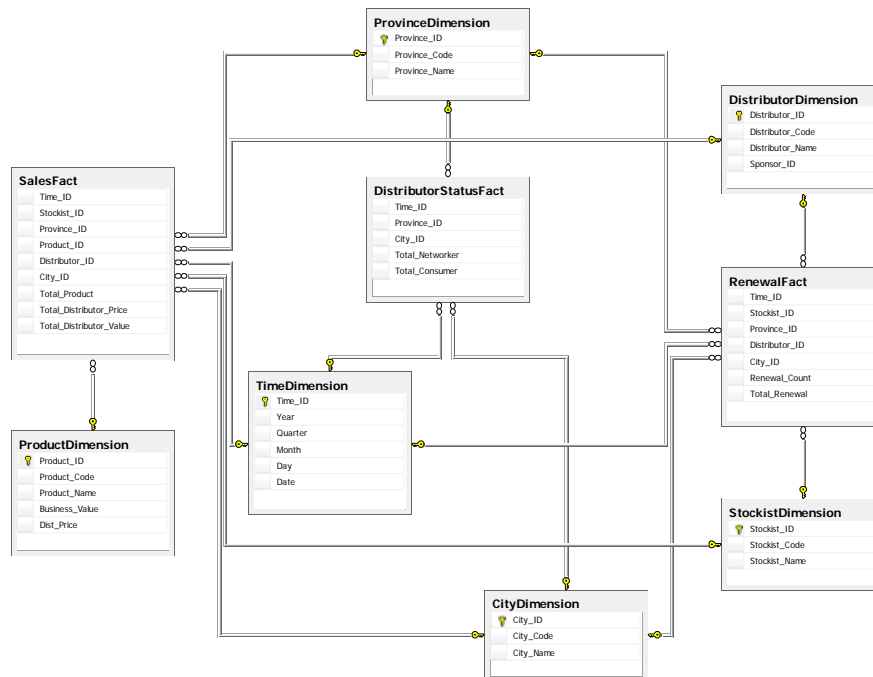 ProvinceDimension
Province_ID
Province_Code
Province_Name
DistributorDimension
Distributor_ID
Distributor_Code
Distributor_Name
Sponsor_ID
SalesFact
Time_ID
Stockist_ID
Province_ID
Product_ID
Distributor_ID
City_ID
Total_Product
Total_Distributor_Price
Total_Distributor_Value
DistributorStatusFact
Time_ID
Province_ID
City_ID
Total_Networker
Total_Consumer
RenewalFact
Time_ID
Stockist_ID
Province_ID
Distributor_ID
City_ID
Renewal_Count
Total_Renewal
TimeDimension
Time_ID
Year
Quarter
Month
Day
Date
ProductDimension
Product_ID
Product_Code
Product_Name
Business_Value
Dist_Price
StockistDimension
Stockist_ID
Stockist_Code
Stockist_Name
CityDimension
City_ID
City_Code
City_Name